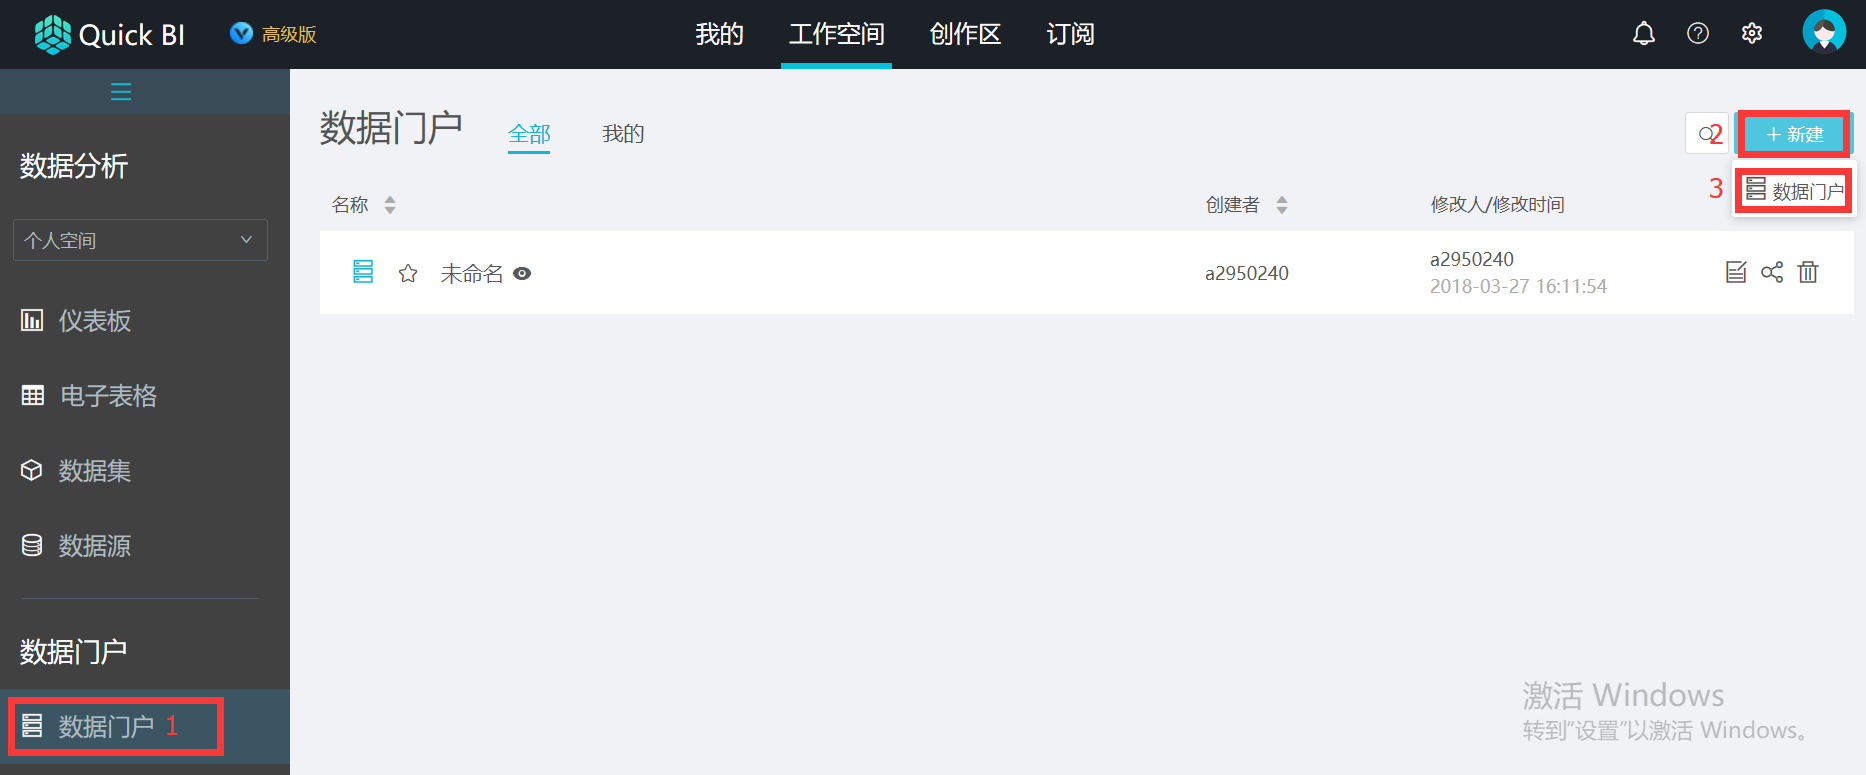 Quick BI
高级版
我的
工作空间
创作区
订阅
数据分析
个人空间
仪表板
电子表格
数据集
数据源
数据门户
数据门户 1
数据门户
全部
我的
2
+ 新建
3
数据门户
名称
创建者
修改人/修改时间
未命名
a2950240
a2950240
2018-03-27 16:11:54
激活 Windows
转到“设置”以激活 Windows。